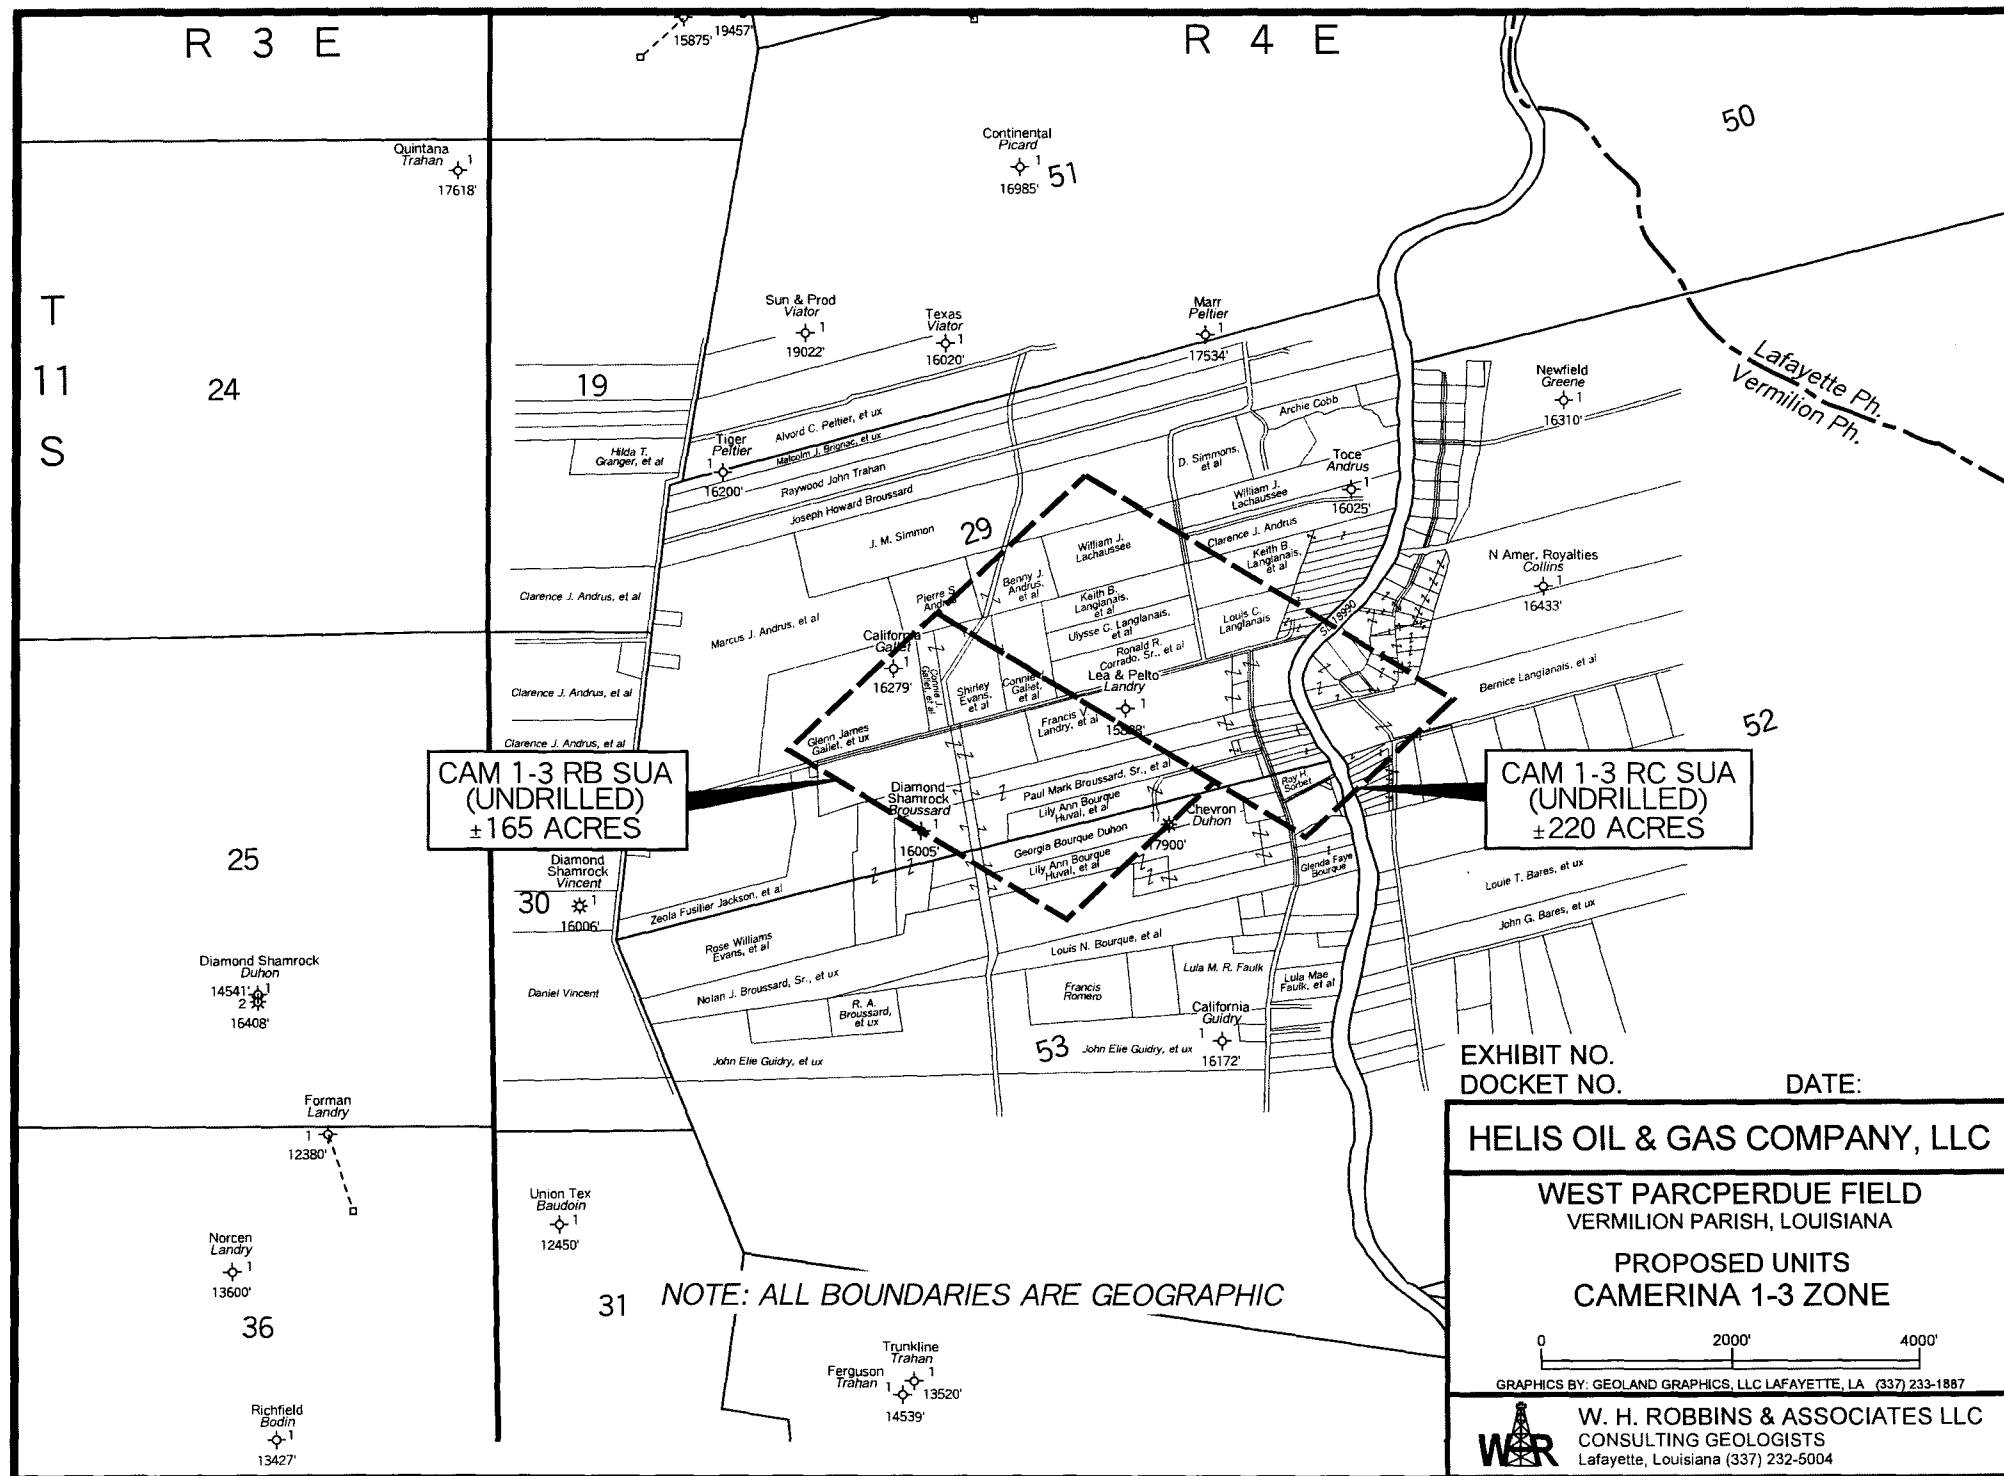 R 3 E
R 4 E
15875'
19457'
50
Quintana
Trahan
1
17618'
Continental
Picard
1
16985'
51
T
11
S
24
19
Sun & Prod
Viator
1
19022'
Texas
Viator
1
16020'
Marr
Peltier
1
17534'
Newfield
Greene
1
16310'
Lafayette Ph.
Vermilion Ph.
Hilda T.
Granger, et al
Tiger
Peltier
1
16200'
Alvord C. Peltier, et ux
Malcolm J. Brignac, et ux
Raywood John Trahan
Joseph Howard Broussard
Archie Cobb
D. Simmons,
et al
Toce
Andrus
1
16025'
William J.
Lachaussee
Clarence J. Andrus
Keith B.
Langlanais,
et al
J. M. Simmon
29
William J.
Lachaussee
N Amer. Royalties
Collins
1
16433'
Clarence J. Andrus, et al
Marcus J. Andrus, et al
Pierre S.
Andrus
Benny J.
Andrus,
et al
Keith B.
Langlanais,
et al
Ulysse C. Langlanais,
et al
Ronald R.
Corrado, Sr., et al
Louis C.
Langlanais
SL 18990
California
Gallet
1
16279'
Connie J.
Gallet, et al
Shirley
Evans,
et al
Connie J.
Gallet,
et al
Lea & Pelto
Landry
1
Francis V.
Landry, et al
Bernice Langlanais, et al
52
Clarence J. Andrus, et al
Clarence J. Andrus, et al
Glenn James
Gallet, et ux
CAM 1-3 RB SUA
(UNDRILLED)
±165 ACRES
CAM 1-3 RC SUA
(UNDRILLED)
±220 ACRES
Diamond
Shamrock
Broussard
1
16005'
Paul Mark Broussard, Sr., et al
Lily Ann Bourque
Huval, et al
Georgia Bourque Duhon
Lily Ann Bourque
Huval, et al
Roy H.
Sorbet
Chevron
Duhon
1
17900'
Glenda Faye
Bourque
25
Diamond
Shamrock
Vincent
30
1
16006'
Zeola Fusilier Jackson, et al
Rose Williams
Evans, et al
Louie T. Bares, et ux
John G. Bares, et ux
Louis N. Bourque, et al
Diamond Shamrock
Duhon
14541'
1
2
16408'
Daniel Vincent
Nolan J. Broussard, Sr., et ux
R. A.
Broussard,
et ux
Francis
Romero
Lula M. R. Faulk
Lula Mae
Faulk, et al
California
Guidry
1
16172'
John Elie Guidry, et ux
53
John Elie Guidry, et ux
EXHIBIT NO.
DOCKET NO.
DATE:
Forman
Landry
1
12380'
Union Tex
Baudoin
1
12450'
Norcen
Landry
1
13600'
36
31
NOTE: ALL BOUNDARIES ARE GEOGRAPHIC
Trunkline
Trahan
1
13520'
Ferguson
Trahan
1
14539'
Richfield
Bodin
1
13427'
HELIS OIL & GAS COMPANY, LLC
WEST PARCPERDUE FIELD
VERMILION PARISH, LOUISIANA
PROPOSED UNITS
CAMERINA 1-3 ZONE
0 2000' 4000'
GRAPHICS BY: GEOLAND GRAPHICS, LLC LAFAYETTE, LA (337) 233-1887
WHR
W. H. ROBBINS & ASSOCIATES LLC
CONSULTING GEOLOGISTS
Lafayette, Louisiana (337) 232-5004